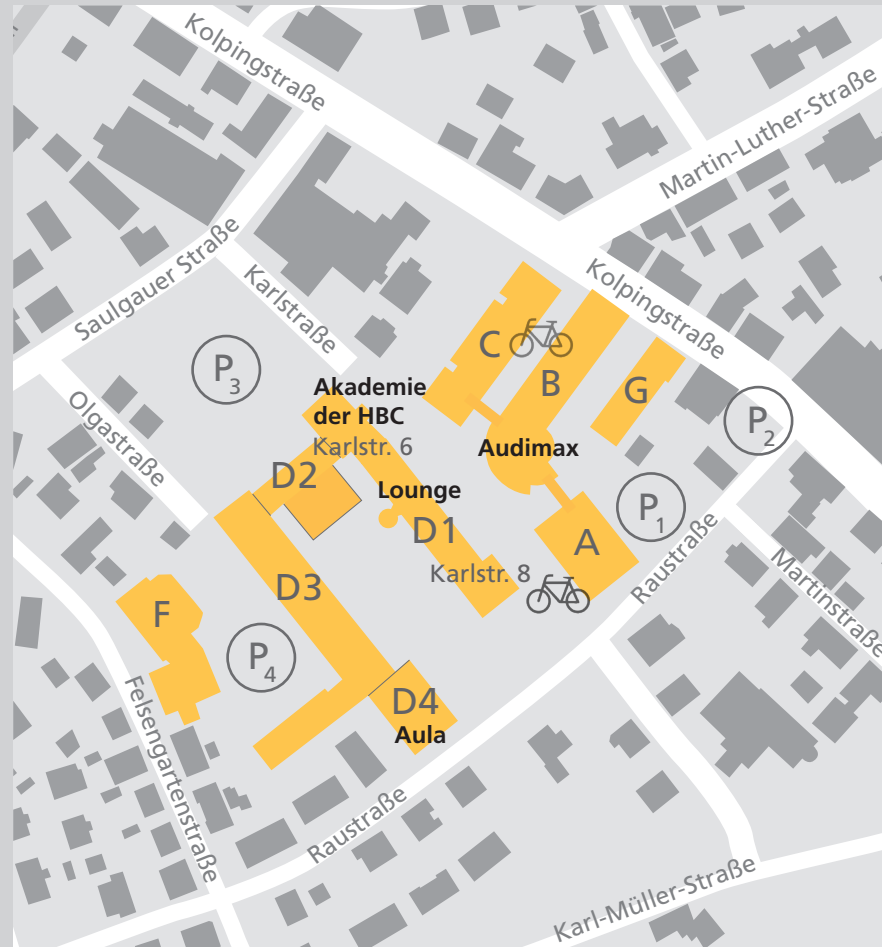 Kolpingstraße
Martin-Luther-Straße
Saulgauer Straße
Karlstraße
Kolpingstraße
C
B
G
P3
Akademie
der HBC
Karlstr. 6
P2
Olgastraße
Audimax
D2
Lounge
P1
D1
A
Karlstr. 8
Raustraße
Martinstraße
D3
F
P4
D4
Aula
Felsengartenstraße
Raustraße
Karl-Müller-Straße